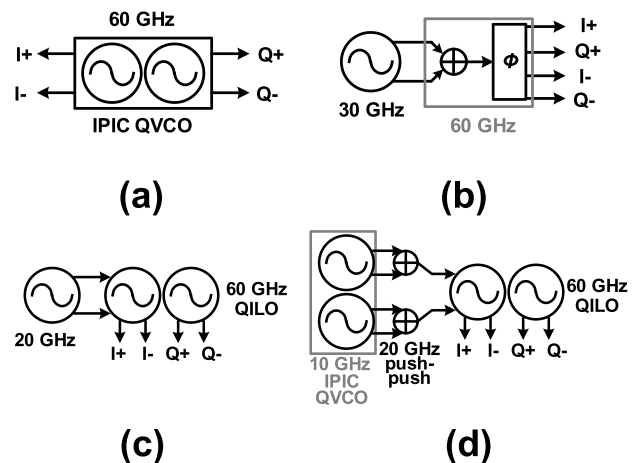 60 GHz
I+
I-
Q+
Q-
IPIC QVCO
(a)
30 GHz
60 GHz
Φ
I+
Q+
I-
Q-
(b)
20 GHz
60 GHz
QILO
I+ I- Q+ Q-
(c)
10 GHz
IPIC
QVCO
20 GHz
push-
push
60 GHz
QILO
I+ I- Q+ Q-
(d)